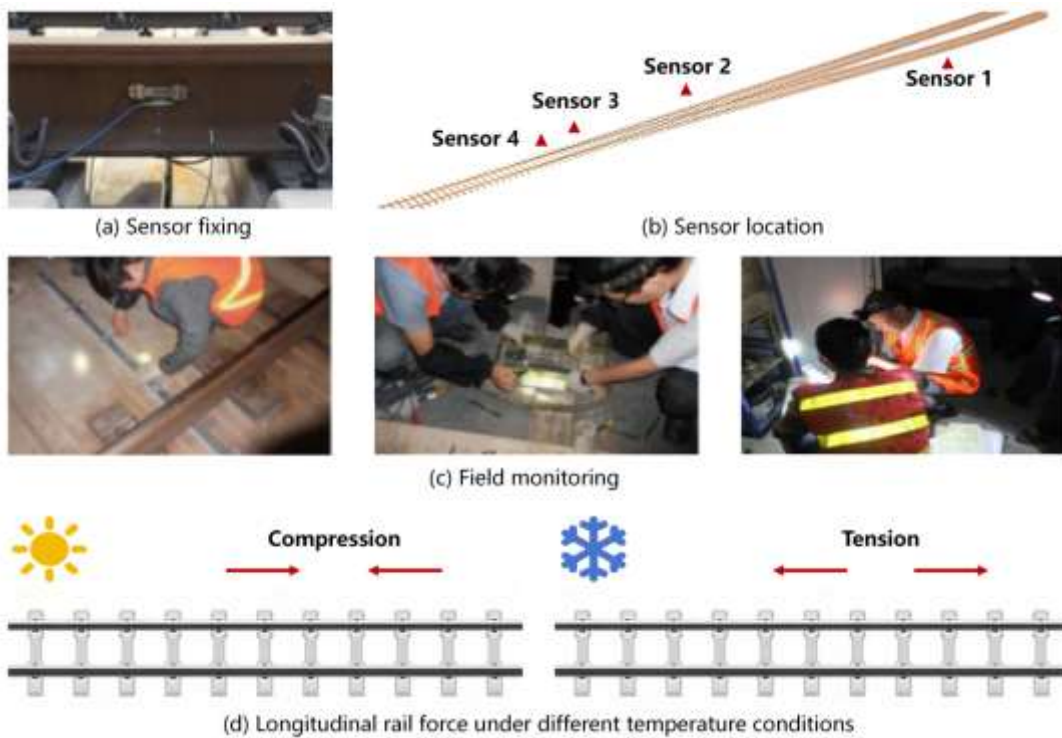 Sensor 1
Sensor 2
Sensor 3
Sensor 4
(a) Sensor fixing
(b) Sensor location
(c) Field monitoring
Compression
Tension
(d) Longitudinal rail force under different temperature conditions